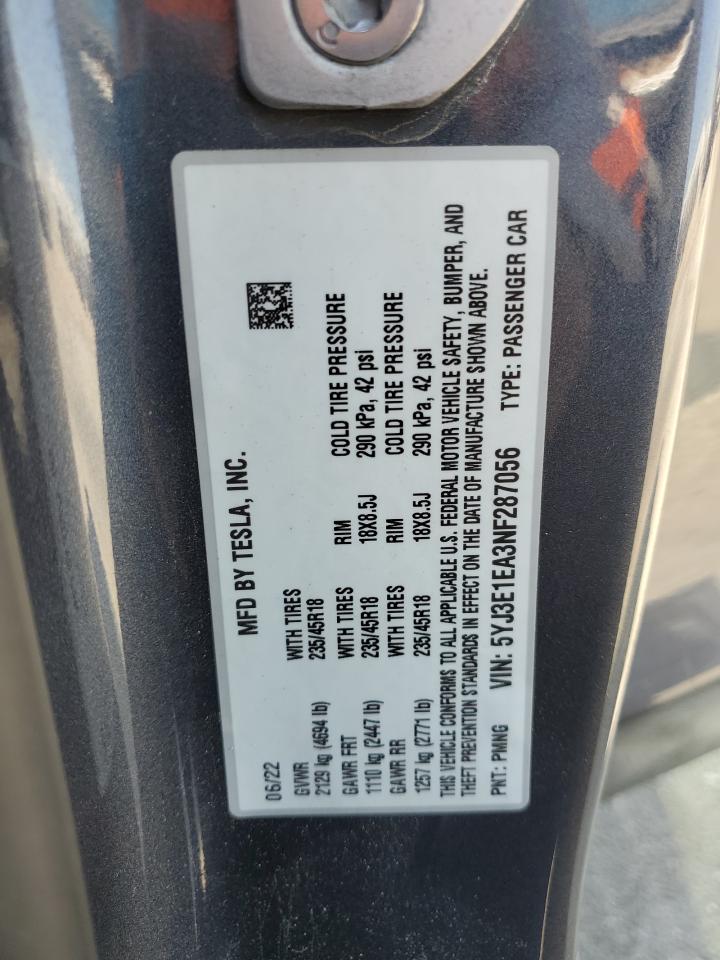 MFD BY TESLA, INC.
06/22
GVWR WITH TIRES
2129 kg (4694 lb) 235/45R18
GAWR FRT WITH TIRES RIM COLD TIRE PRESSURE
1110 kg (2447 lb) 235/45R18 18X8.5J 290 kPa, 42 psi
GAWR RR WITH TIRES RIM COLD TIRE PRESSURE
1257 kg (2771 lb) 235/45R18 18X8.5J 290 kPa, 42 psi
THIS VEHICLE CONFORMS TO ALL APPLICABLE U.S. FEDERAL MOTOR VEHICLE SAFETY, BUMPER, AND
THEFT PREVENTION STANDARDS IN EFFECT ON THE DATE OF MANUFACTURE SHOWN ABOVE.
PKT: PMNG VIN: 5YJ3E1EA3NF287056 TYPE: PASSENGER CAR